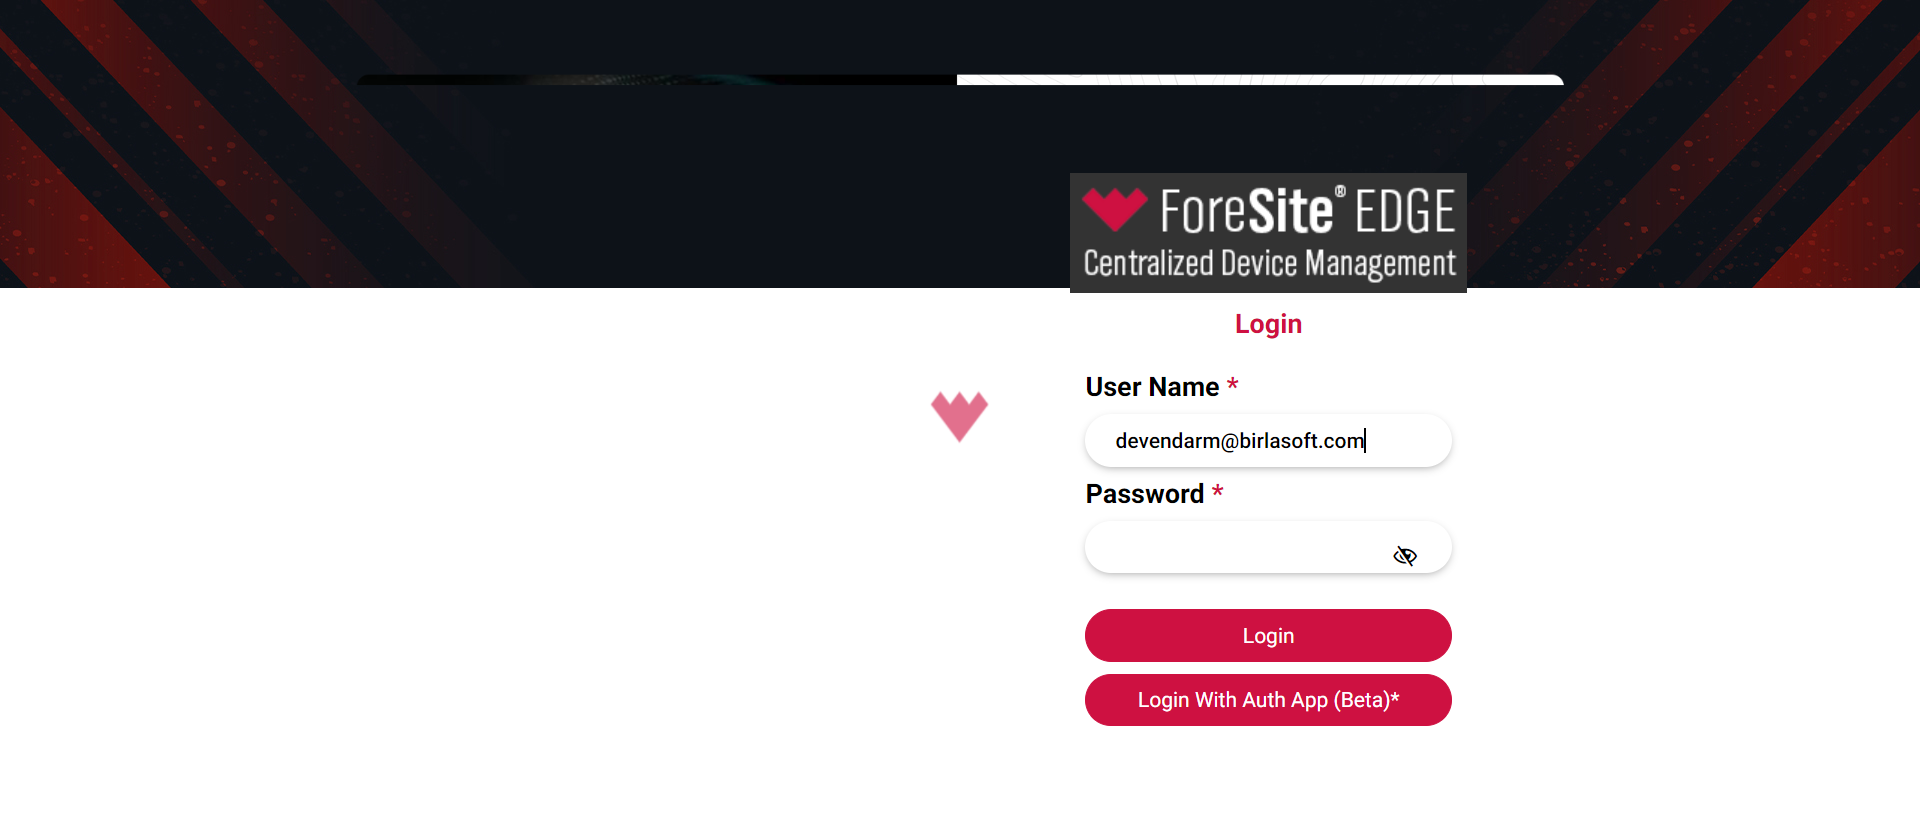 ForeSite® EDGE
Centralized Device Management
Login
User Name *
devendarm@birlasoft.com
Password *
Login
Login With Auth App (Beta)*